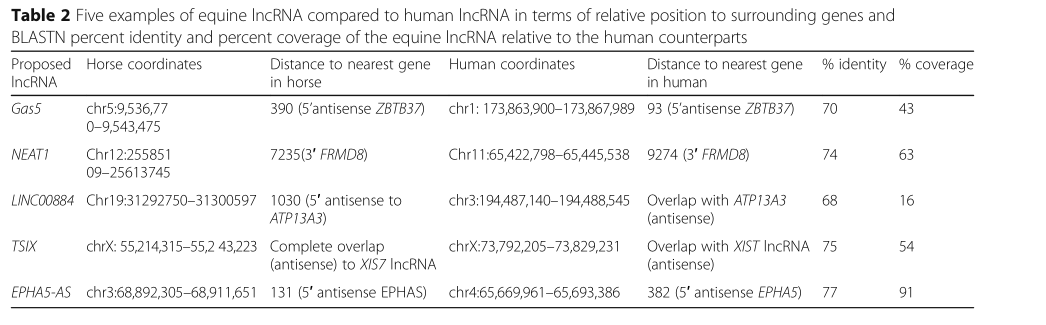 Table 2 Five examples of equine lncRNA compared to human lncRNA in terms of relative position to surrounding genes and
BLASTN percent identity and percent coverage of the equine lncRNA relative to the human counterparts
Proposed lncRNA Horse coordinates Distance to nearest gene in horse Human coordinates Distance to nearest gene in human % identity % coverage
Gas5 chr5:9,536,77 0–9,543,475 390 (5'antisense ZBTB37) chr1: 173,863,900–173,867,989 93 (5'antisense ZBTB37) 70 43
NEAT1 Chr12:255851 09–25613745 7235(3′ FRMD8) Chr11:65,422,798–65,445,538 9274 (3′ FRMD8) 74 63
LINC00884 Chr19:31292750–31300597 1030 (5′ antisense to ATP13A3) chr3:194,487,140–194,488,545 Overlap with ATP13A3 (antisense) 68 16
TSIX chrX: 55,214,315–55,2 43,223 Complete overlap (antisense) to XIS7 lncRNA chrX:73,792,205–73,829,231 Overlap with XIST lncRNA (antisense) 75 54
EPHA5-AS chr3:68,892,305–68,911,651 131 (5′ antisense EPHAS) chr4:65,669,961–65,693,386 382 (5′ antisense EPHA5) 77 91